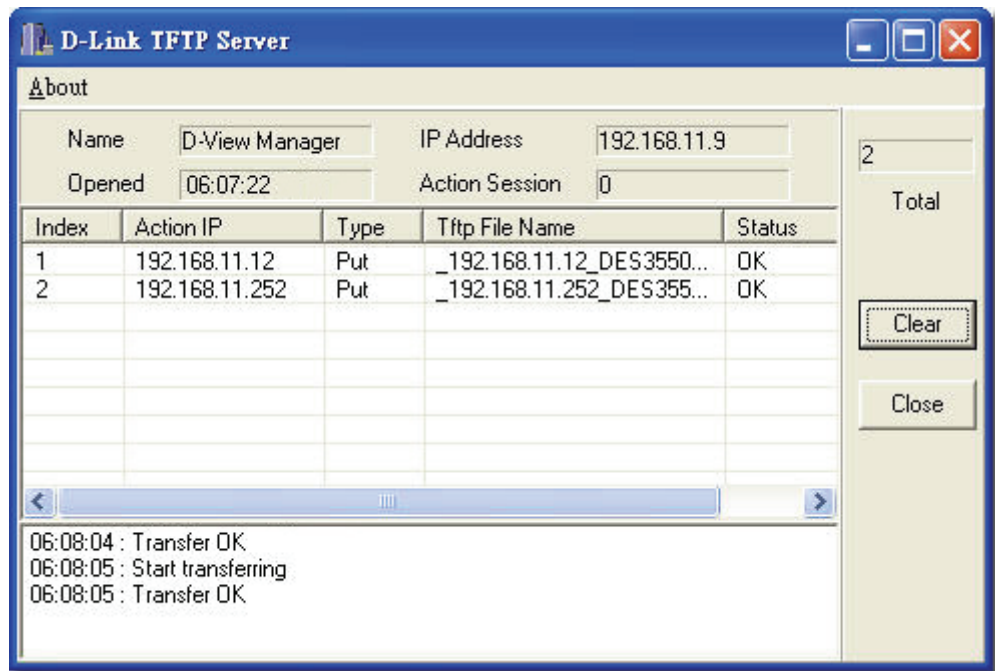 D-Link TFTP Server
About
Name D-View Manager IP Address 192.168.11.9
2
Opened 06:07:22 Action Session 0
Total
Index Action IP Type Tftp File Name Status
1 192.168.11.12 Put _192.168.11.12_DES3550... OK
2 192.168.11.252 Put _192.168.11.252_DES355... OK
Clear
Close
06:08:04 : Transfer OK
06:08:05 : Start transferring
06:08:05 : Transfer OK